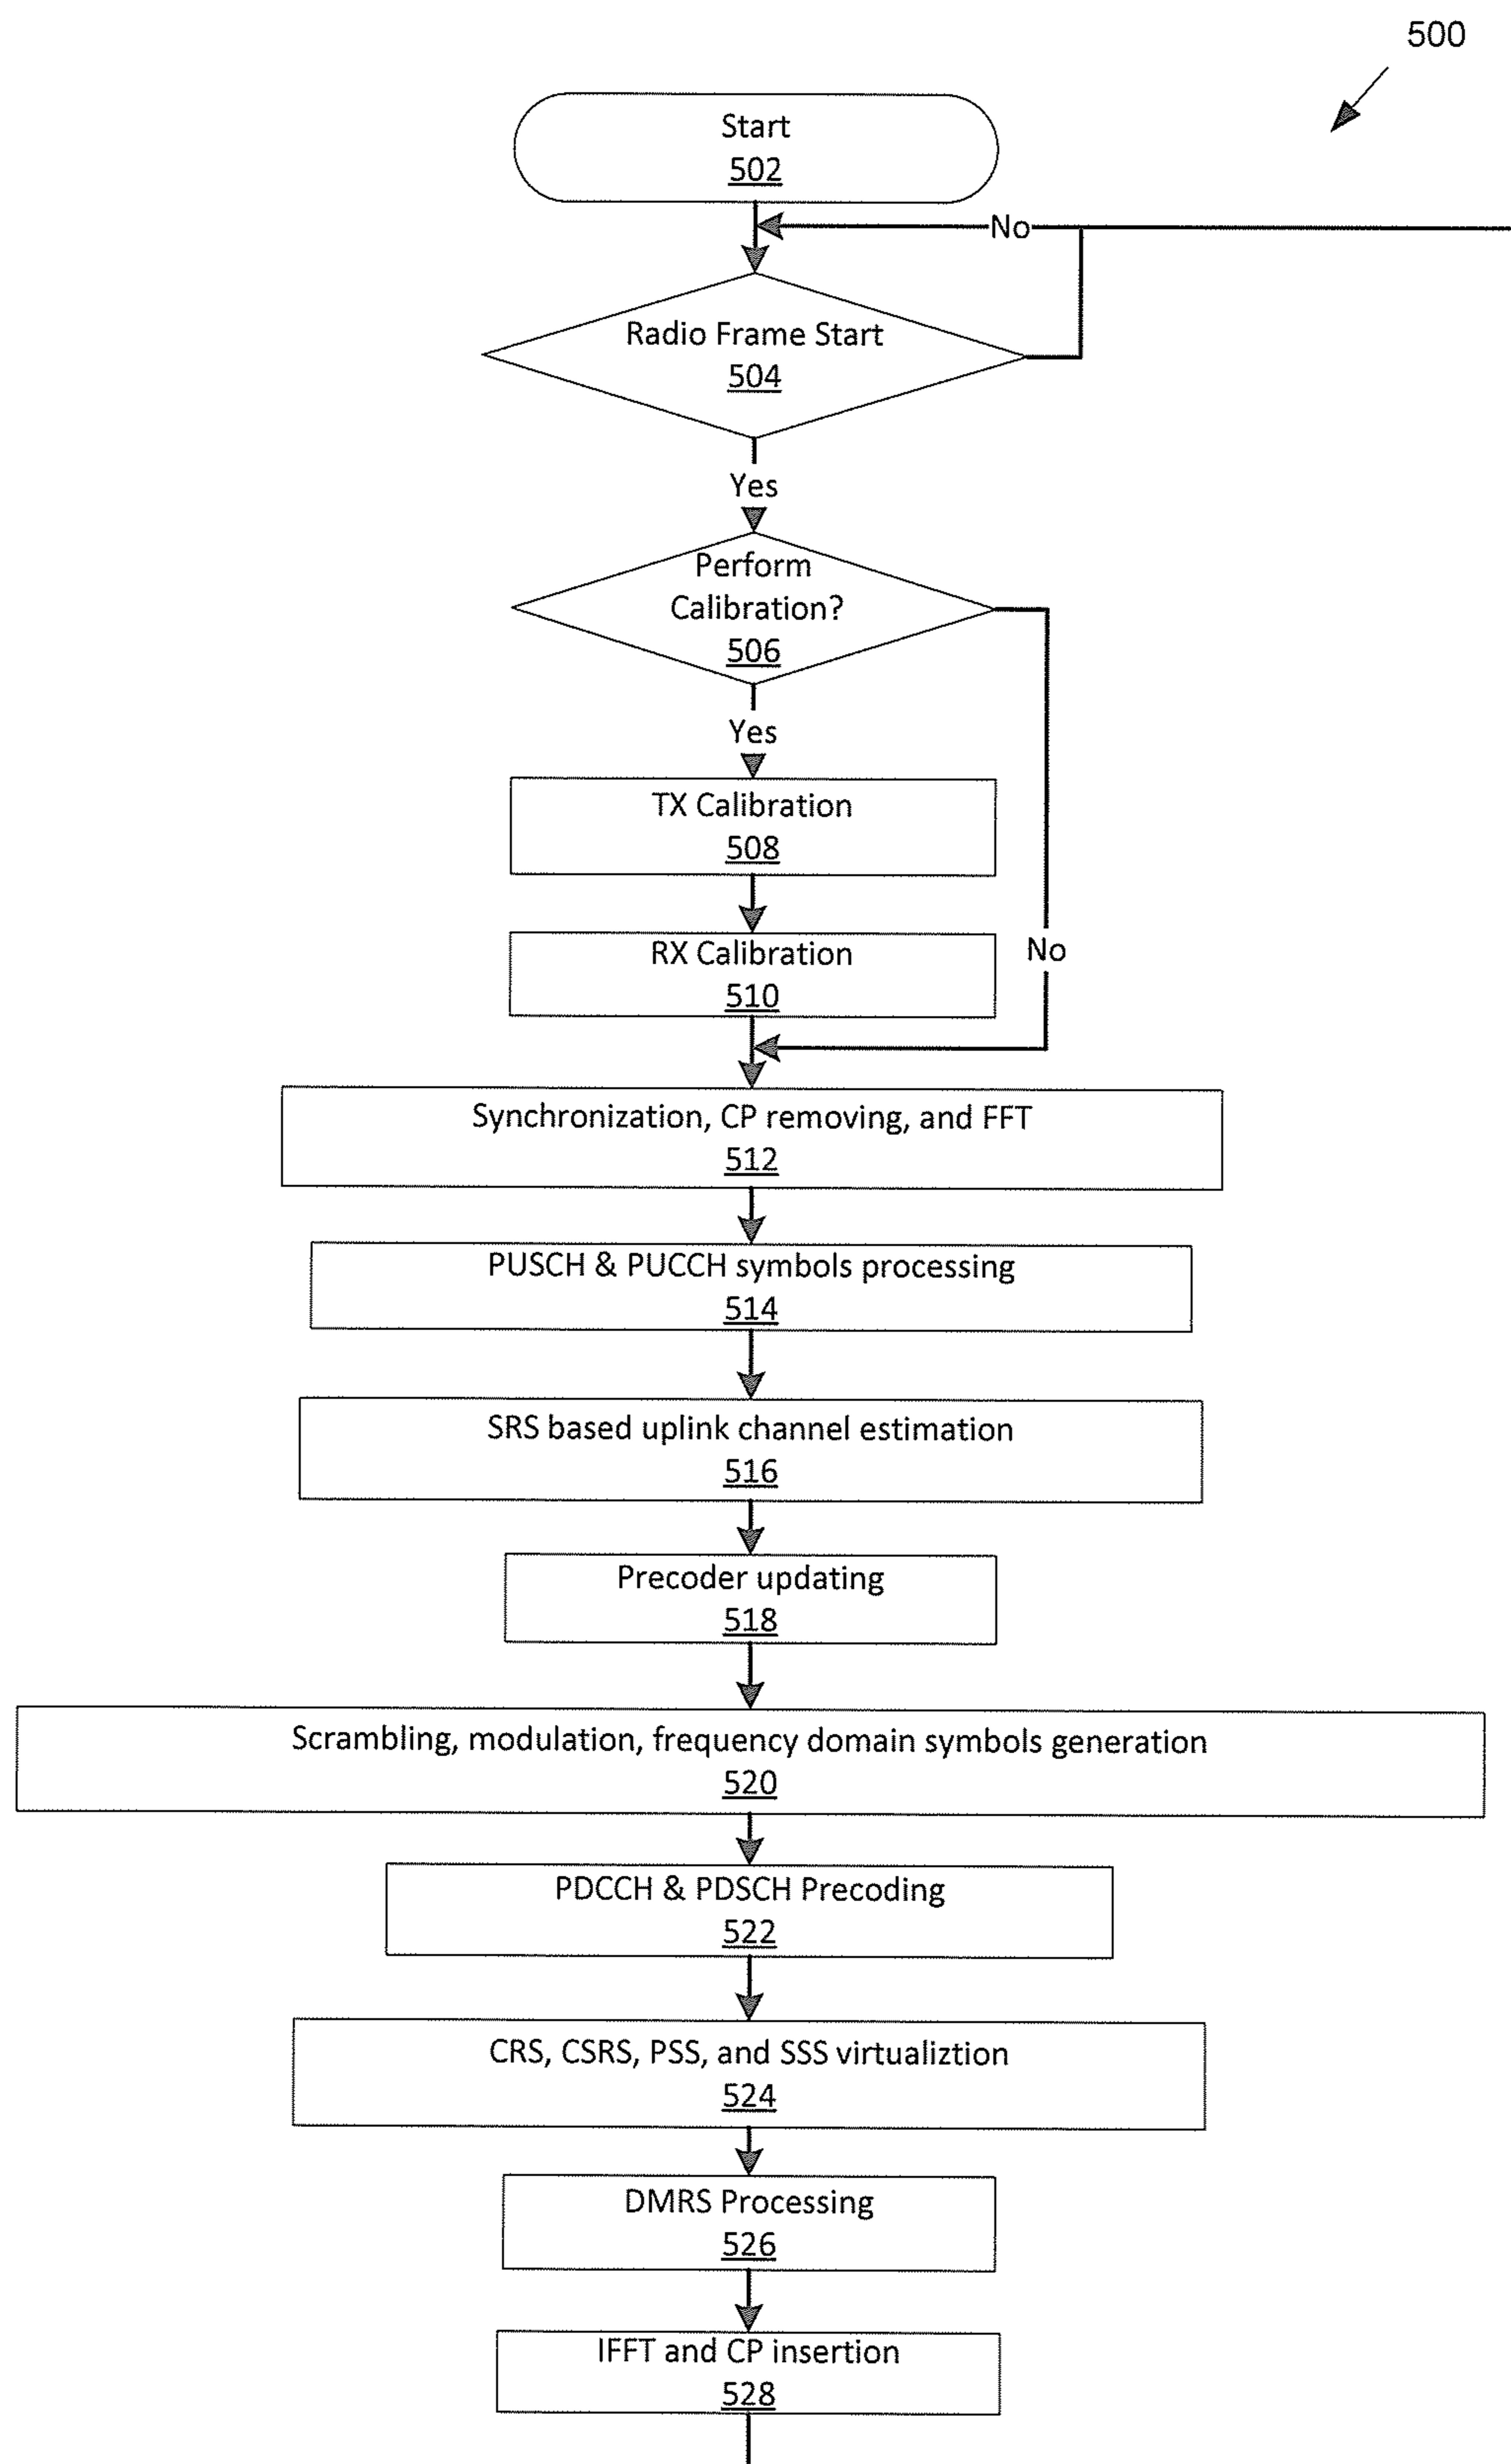 500
Start
502
No
Radio Frame Start
504
Yes
Perform
Calibration?
506
Yes
TX Calibration
508
RX Calibration
510
No
Synchronization, CP removing, and FFT
512
PUSCH & PUCCH symbols processing
514
SRS based uplink channel estimation
516
Precoder updating
518
Scrambling, modulation, frequency domain symbols generation
520
PDCCH & PDSCH Precoding
522
CRS, CSRS, PSS, and SSS virtualiztion
524
DMRS Processing
526
IFFT and CP insertion
528